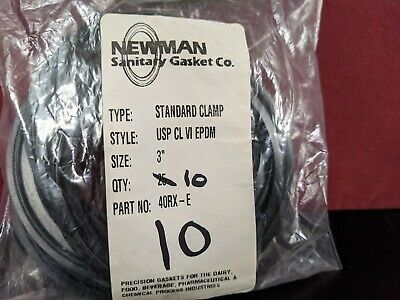 NEWMAN
Sanitary Gasket Co.
TYPE: STANDARD CLAMP
STYLE: USP CL VI EPDM
SIZE: 3"
QTY: 25 10
PART NO: 40RX-E
10
PRECISION GASKETS FOR THE DAIRY,
FOOD, BEVERAGE, PHARMACEUTICAL &
CHEMICAL PROCESS INDUSTRIES